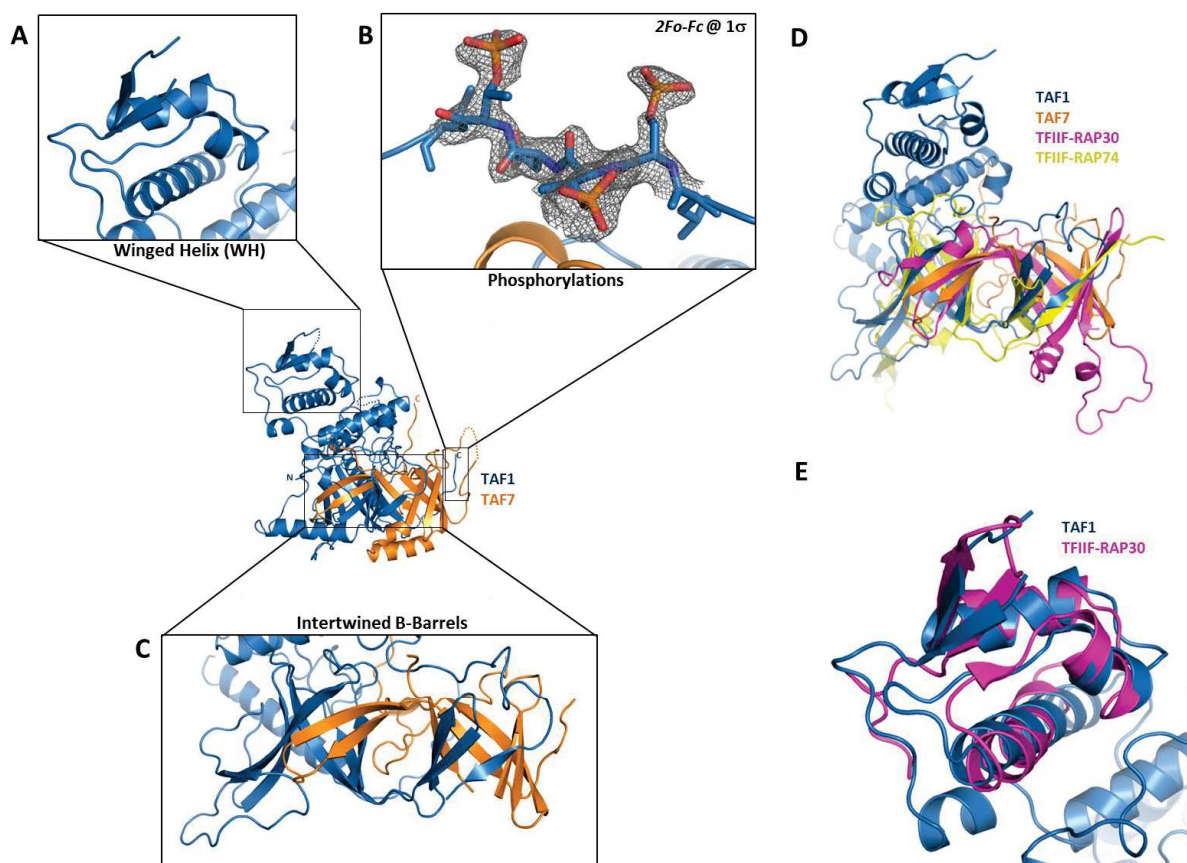 A
Winged Helix (WH)
B
2Fo-Fc @ 1σ
Phosphorylations
C
N
C
TAF1
TAF7
Intertwined B-Barrels
C
D
TAF1
TAF7
TFIIF-RAP30
TFIIF-RAP74
E
TAF1
TFIIF-RAP30